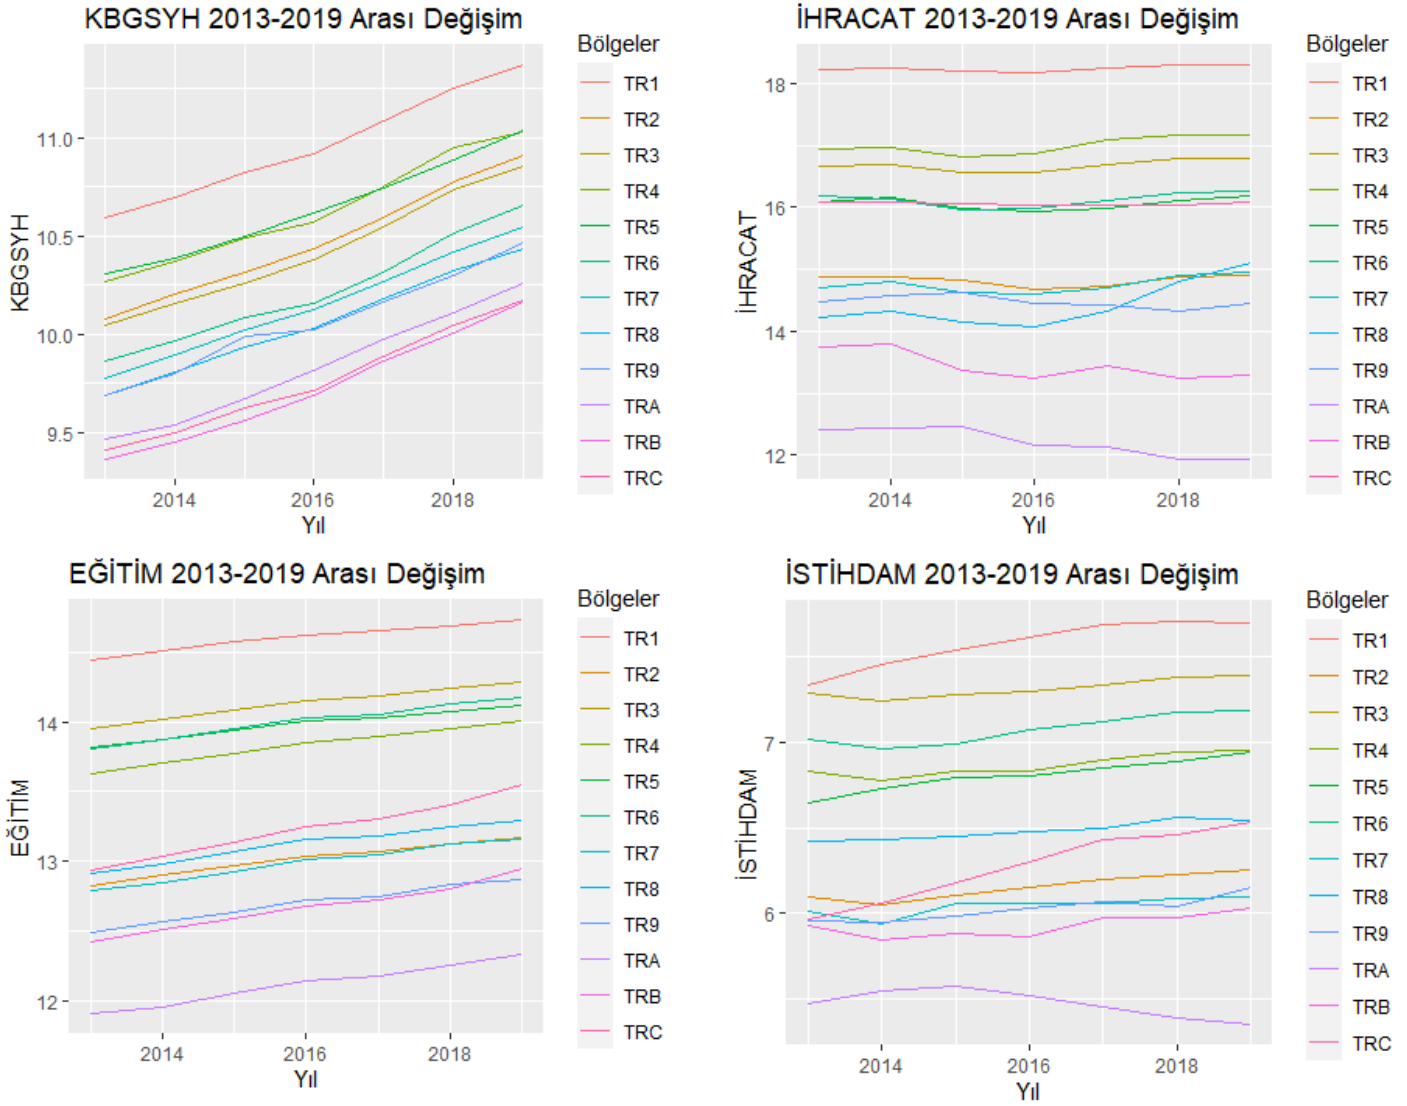 KBGSYH 2013-2019 Arası Değişim
KBGSYH
11.0
10.5
10.0
9.5
2014
2016
2018
Yıl
Bölgeler
TR1
TR2
TR3
TR4
TR5
TR6
TR7
TR8
TR9
TRA
TRB
TRC
İHRACAT 2013-2019 Arası Değişim
İHRACAT
18
16
14
12
2014
2016
2018
Yıl
Bölgeler
TR1
TR2
TR3
TR4
TR5
TR6
TR7
TR8
TR9
TRA
TRB
TRC
EĞİTİM 2013-2019 Arası Değişim
EĞİTİM
14
13
12
2014
2016
2018
Yıl
Bölgeler
TR1
TR2
TR3
TR4
TR5
TR6
TR7
TR8
TR9
TRA
TRB
TRC
İSTİHDAM 2013-2019 Arası Değişim
İSTİHDAM
7
6
2014
2016
2018
Yıl
Bölgeler
TR1
TR2
TR3
TR4
TR5
TR6
TR7
TR8
TR9
TRA
TRB
TRC